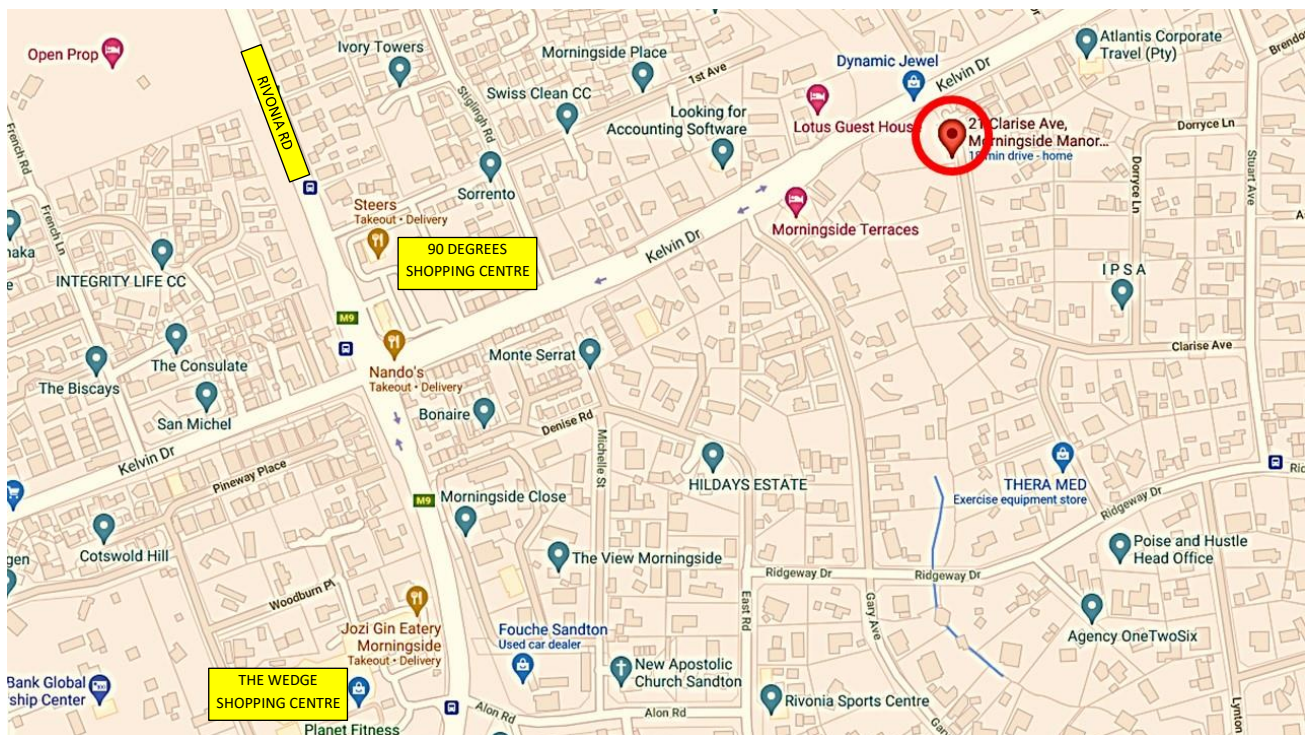 Open Prop
Ivory Towers
Morningside Place
1st Ave
Swiss Clean CC
Stiglingh Rd
RIVONIA RD
Dynamic Jewel
Kelvin Dr
Atlantis Corporate
Travel (Pty)
Looking for
Accounting Software
Lotus Guest House
21 Clarise Ave,
Morningside Manor...
min drive - home
Dorryce Ln
Dorryce Ln
Stuart Ave
French Rd
French Ln
Sorrento
Steers
Takeout • Delivery
90 DEGREES
SHOPPING CENTRE
Kelvin Dr
Morningside Terraces
naka
INTEGRITY LIFE CC
I P S A
M9
The Consulate
The Biscays
San Michel
Nando's
Takeout • Delivery
Monte Serrat
Clarise Ave
Bonaire
Denise Rd
Michelle St
Kelvin Dr
Pineway Place
M9
HILDAYS ESTATE
THERA MED
Exercise equipment store
Ridgeway Dr
Morningside Close
Cotswold Hill
gen
The View Morningside
Poise and Hustle
Head Office
Ridgeway Dr
Ridgeway Dr
Woodburn Pl
East Rd
Gary Ave
Jozi Gin Eatery
Morningside
Takeout • Delivery
Fouche Sandton
Used car dealer
Agency OneTwoSix
New Apostolic
Church Sandton
Bank Global
rship Center
THE WEDGE
SHOPPING CENTRE
Planet Fitness
Alon Rd
Alon Rd
Rivonia Sports Centre
Lynton